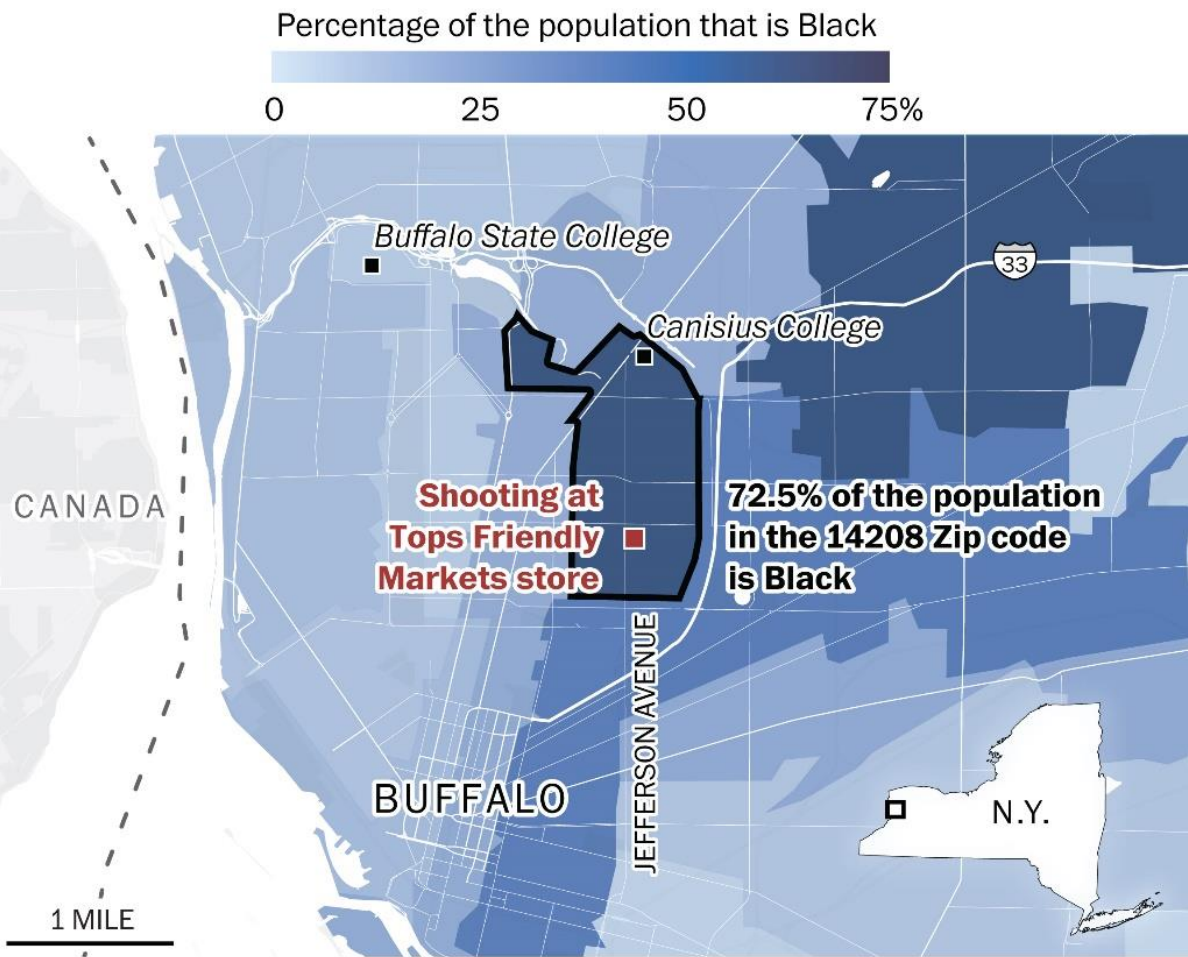 Percentage of the population that is Black
0 25 50 75%
Buffalo State College
33
Canisius College
CANADA
Shooting at
Tops Friendly
Markets store
72.5% of the population
in the 14208 Zip code
is Black
JEFFERSON AVENUE
BUFFALO
N.Y.
1 MILE